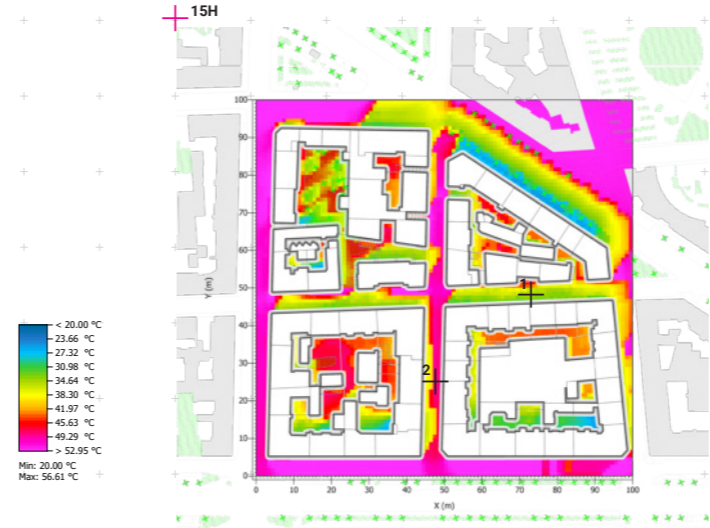 15H
100
90
80
70
60
50
40
30
20
10
0
Y (m)
1
2
< 20.00 °C
23.66 °C
27.32 °C
30.98 °C
34.64 °C
38.30 °C
41.97 °C
45.63 °C
49.29 °C
> 52.95 °C
Min: 20.00 °C
Max: 56.61 °C
0 10 20 30 40 50 60 70 80 90 100
X (m)